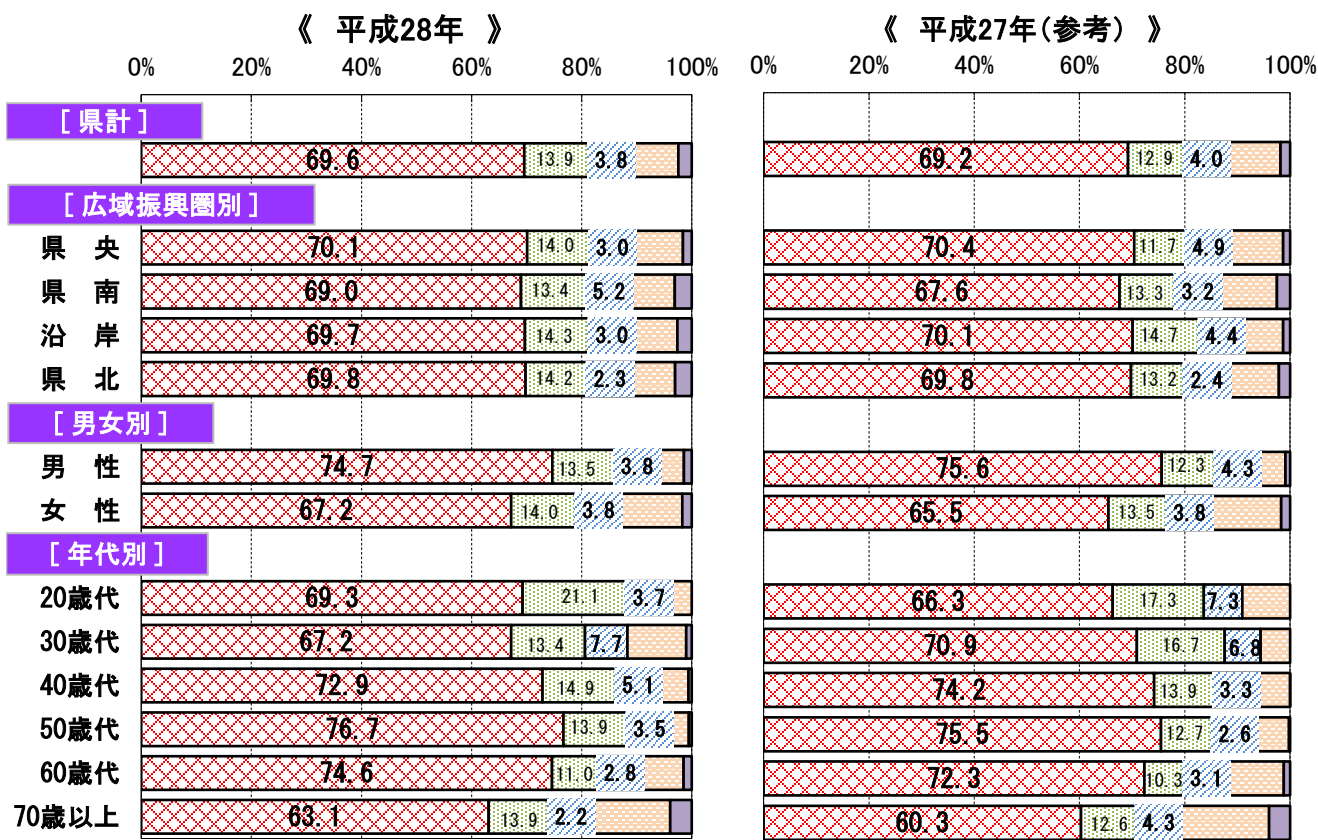 《 平成28年 》
《 平成27年(参考) 》
0% 20% 40% 60% 80% 100%
0% 20% 40% 60% 80% 100%
[ 県計 ]
69.6 13.9 3.8
69.2 12.9 4.0
[ 広域振興圏別 ]
県 央 70.1 14.0 3.0
70.4 11.7 4.9
県 南 69.0 13.4 5.2
67.6 13.3 3.2
沿 岸 69.7 14.3 3.0
70.1 14.7 4.4
県 北 69.8 14.2 2.3
69.8 13.2 2.4
[ 男女別 ]
男 性 74.7 13.5 3.8
75.6 12.3 4.3
女 性 67.2 14.0 3.8
65.5 13.5 3.8
[ 年代別 ]
20歳代 69.3 21.1 3.7
66.3 17.3 7.3
30歳代 67.2 13.4 7.7
70.9 16.7 6.8
40歳代 72.9 14.9 5.1
74.2 13.9 3.3
50歳代 76.7 13.9 3.5
75.5 12.7 2.6
60歳代 74.6 11.0 2.8
72.3 10.3 3.1
70歳以上 63.1 13.9 2.2
60.3 12.6 4.3